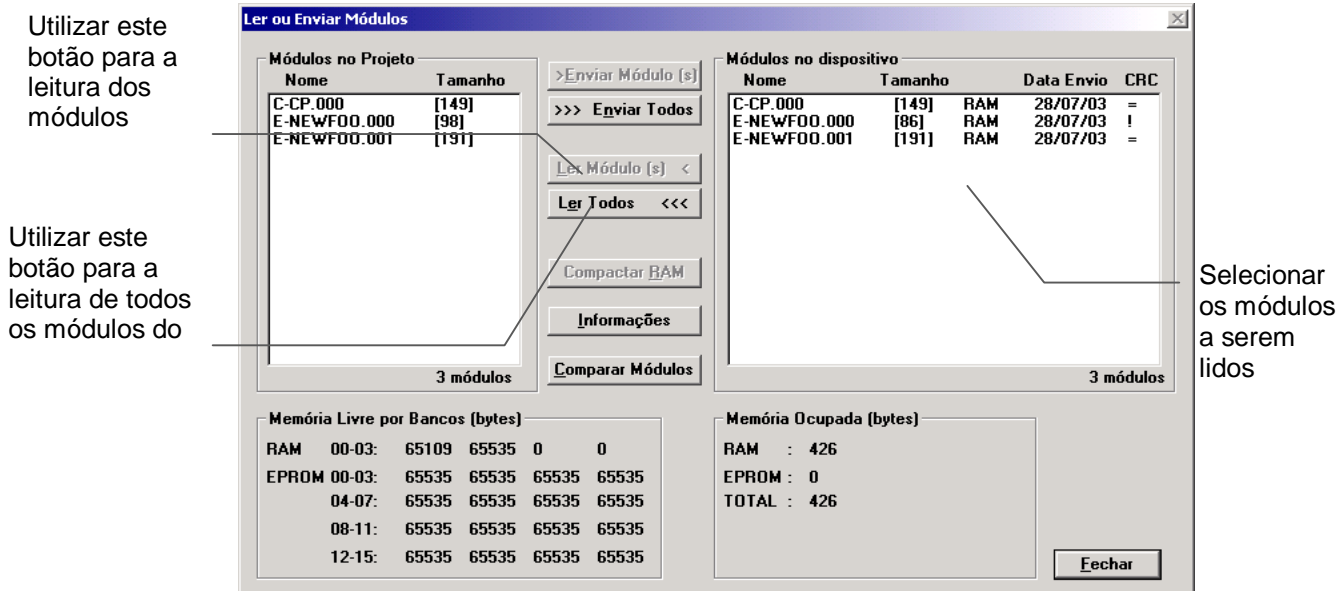 Utilizar este
botão para a
leitura dos
módulos
Utilizar este
botão para a
leitura de todos
os módulos do
Ler ou Enviar Módulos
Módulos no Projeto
Nome Tamanho
C-CP.000 [149]
E-NEWFOO.000 [98]
E-NEWFOO.001 [191]
3 módulos
>Enviar Módulo (s)
>>> Enviar Todos
Ler Módulo (s) <
Ler Todos <<<
Compactar RAM
Informações
Comparar Módulos
Módulos no dispositivo
Nome Tamanho Data Envio CRC
C-CP.000 [149] RAM 28/07/03 =
E-NEWFOO.000 [86] RAM 28/07/03 !
E-NEWFOO.001 [191] RAM 28/07/03 =
3 módulos
Selecionar
os módulos
a serem
lidos
Memória Livre por Bancos (bytes)
RAM 00-03: 65109 65535 0 0
EPROM 00-03: 65535 65535 65535 65535
04-07: 65535 65535 65535 65535
08-11: 65535 65535 65535 65535
12-15: 65535 65535 65535 65535
Memória Ocupada (bytes)
RAM : 426
EPROM : 0
TOTAL : 426
Fechar